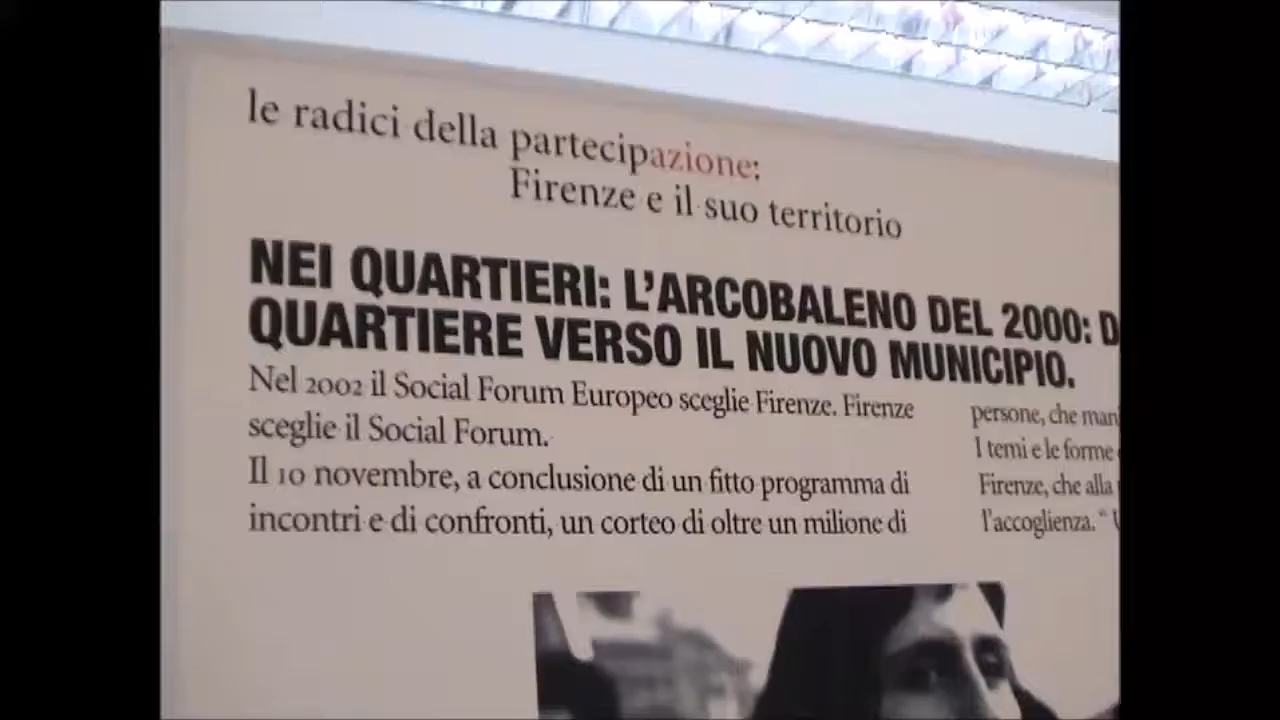 le radici della partecipazione:
Firenze e il suo territorio
NEI QUARTIERI: L'ARCOBALENO DEL 2000: D
QUARTIERE VERSO IL NUOVO MUNICIPIO.
Nel 2002 il Social Forum Europeo sceglie Firenze. Firenze
sceglie il Social Forum.
Il 10 novembre, a conclusione di un fitto programma di
incontri e di confronti, un corteo di oltre un milione di
persone, che man
I temi e le forme
Firenze, che alla
l'accoglienza."